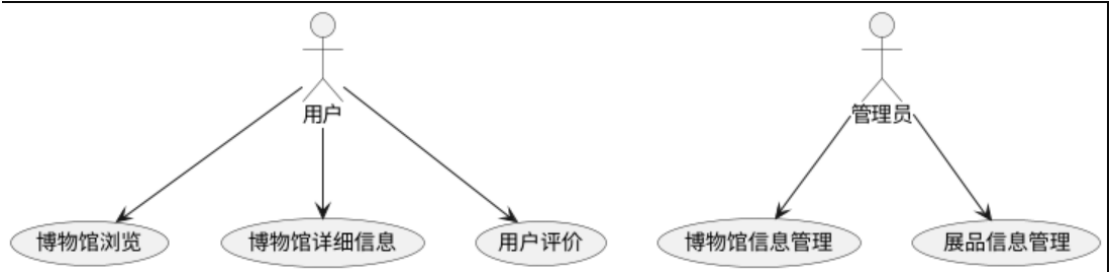 用户
管理员
博物馆浏览
博物馆详细信息
用户评价
博物馆信息管理
展品信息管理